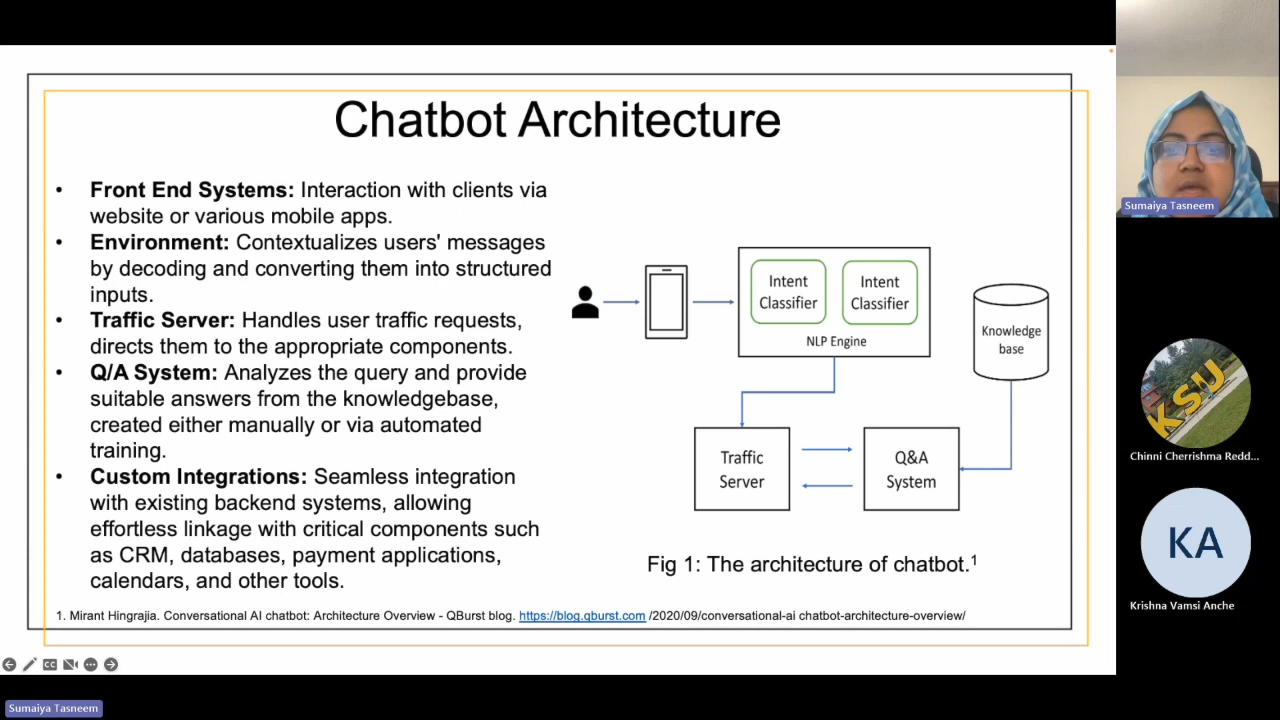 Chatbot Architecture
• Front End Systems: Interaction with clients via
website or various mobile apps.
• Environment: Contextualizes users' messages
by decoding and converting them into structured
inputs.
• Traffic Server: Handles user traffic requests,
directs them to the appropriate components.
• Q/A System: Analyzes the query and provide
suitable answers from the knowledgebase,
created either manually or via automated
training.
• Custom Integrations: Seamless integration
with existing backend systems, allowing
effortless linkage with critical components such
as CRM, databases, payment applications,
calendars, and other tools.
Intent
Classifier
Intent
Classifier
NLP Engine
Knowledge
base
Traffic
Server
Q&A
System
Fig 1: The architecture of chatbot.1
1. Mirant Hingrajia. Conversational AI chatbot: Architecture Overview - QBurst blog. https://blog.qburst.com /2020/09/conversational-ai chatbot-architecture-overview/
CC
Sumaiya Tasneem
KSU
Chinni Cherrishma Redd...
KA
Krishna Vamsi Anche
Sumaiya Tasneem